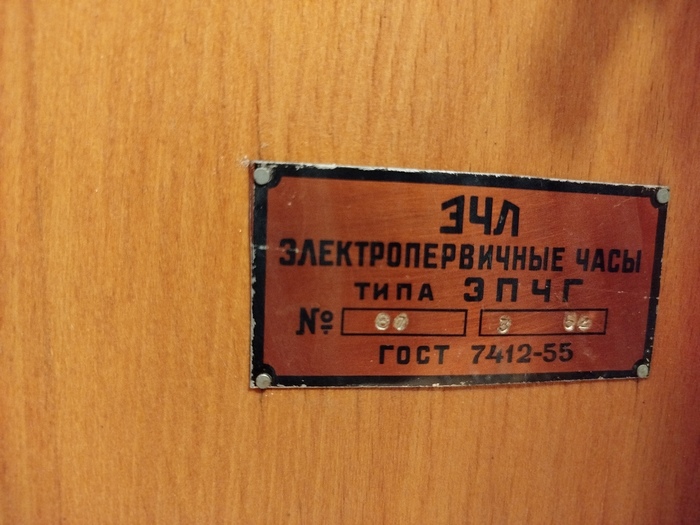 ЭЧЛ
ЭЛЕКТРОПЕРВИЧНЫЕ ЧАСЫ
ТИПА ЭПЧГ
№
ГОСТ 7412-55